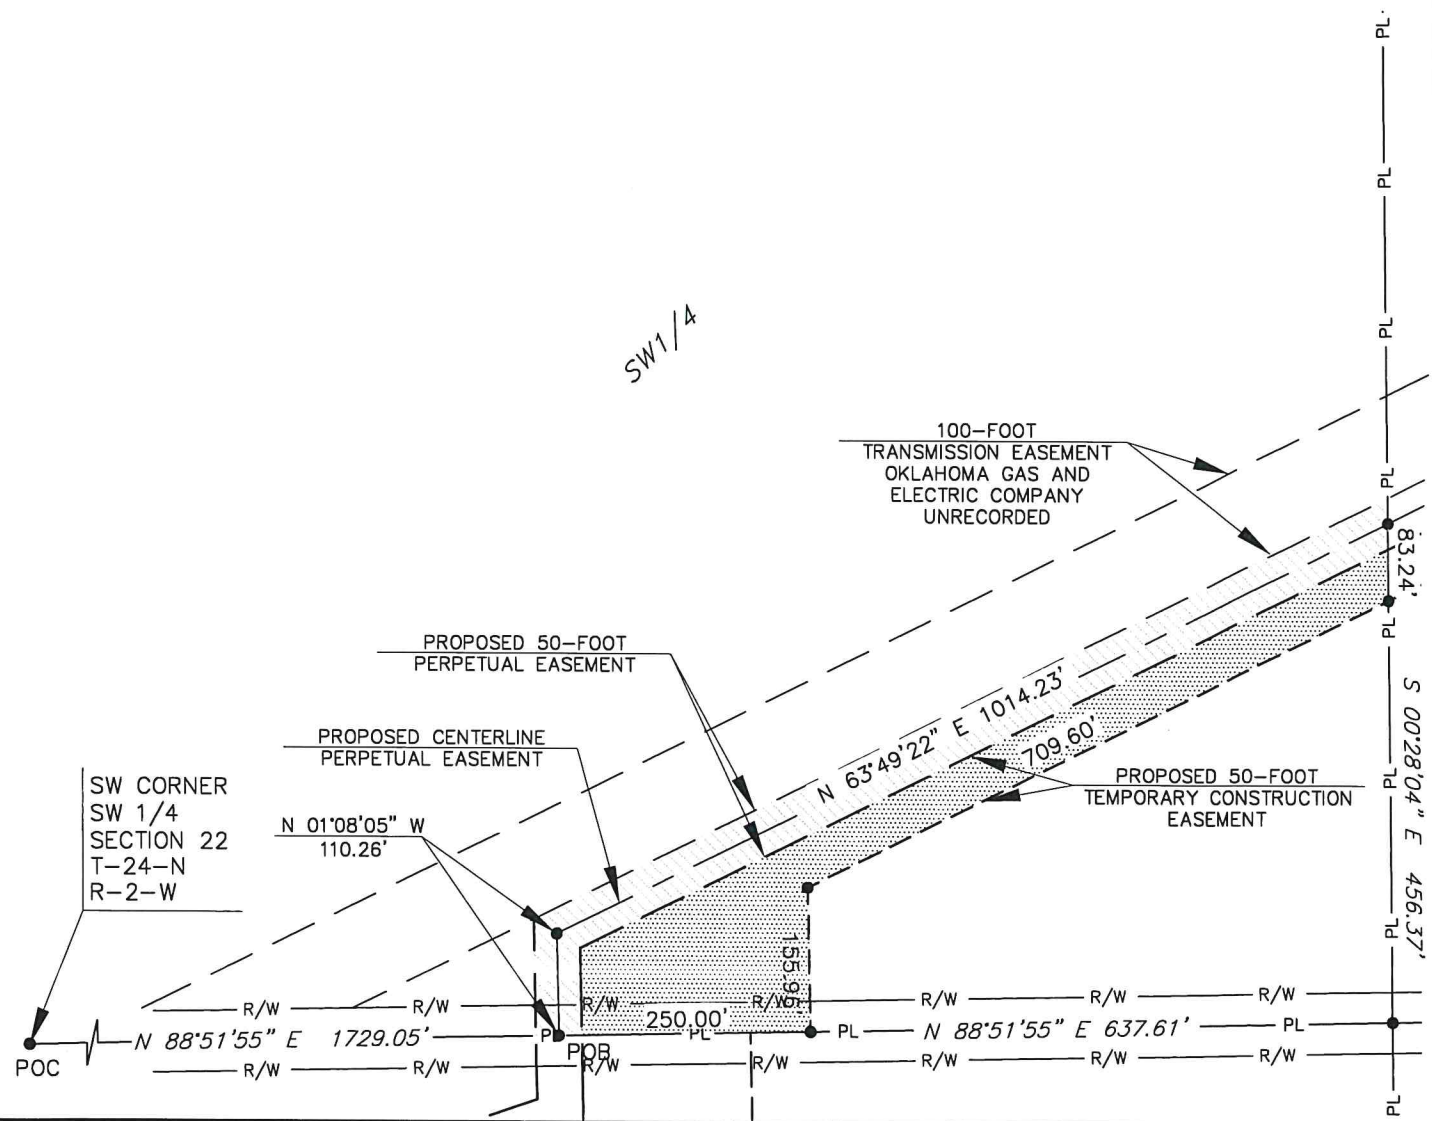 PL
PL
PL
SW1/4
100-FOOT
TRANSMISSION EASEMENT
OKLAHOMA GAS AND
ELECTRIC COMPANY
UNRECORDED
PL
83.24'
PL
PROPOSED 50-FOOT
PERPETUAL EASEMENT
N 63°49'22" E 1014.23'
709.60'
S 00°28'04" E 456.37'
PROPOSED CENTERLINE
PERPETUAL EASEMENT
PROPOSED 50-FOOT
TEMPORARY CONSTRUCTION
EASEMENT
PL
SW CORNER
SW 1/4
SECTION 22
T-24-N
R-2-W
N 01°08'05" W
110.26'
155.96'
PL
R/W R/W R/W R/W R/W R/W R/W
250.00'
POC
N 88°51'55" E 1729.05'
PL
POB
PL
PL
N 88°51'55" E 637.61'
PL
R/W R/W R/W R/W R/W R/W R/W
PL